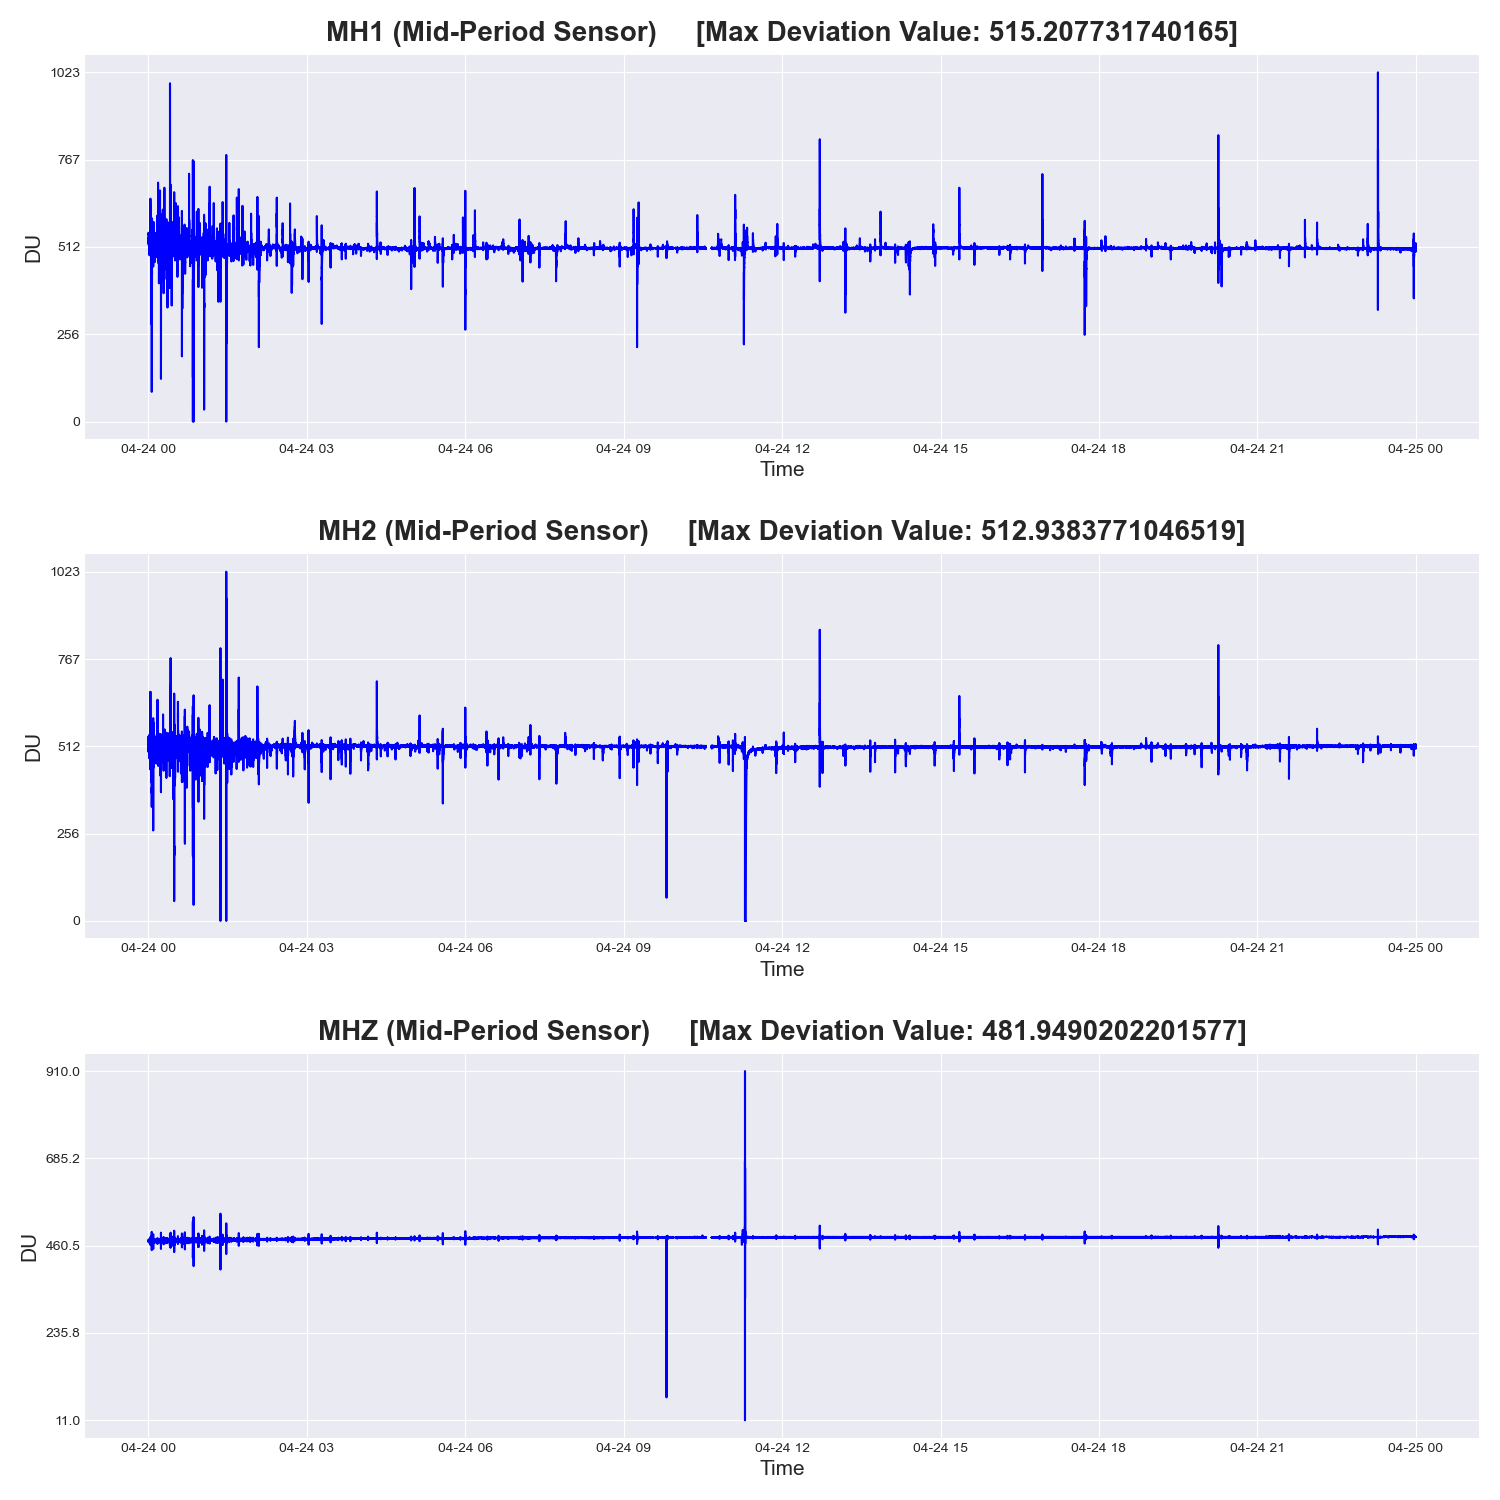 MH1 (Mid-Period Sensor)     [Max Deviation Value: 515.207731740165]
DU
1023
767
512
256
0
04-24 00 04-24 03 04-24 06 04-24 09 04-24 12 04-24 15 04-24 18 04-24 21 04-25 00
Time
MH2 (Mid-Period Sensor)     [Max Deviation Value: 512.9383771046519]
DU
1023
767
512
256
0
04-24 00 04-24 03 04-24 06 04-24 09 04-24 12 04-24 15 04-24 18 04-24 21 04-25 00
Time
MHZ (Mid-Period Sensor)     [Max Deviation Value: 481.9490202201577]
DU
910.0
685.2
460.5
235.8
11.0
04-24 00 04-24 03 04-24 06 04-24 09 04-24 12 04-24 15 04-24 18 04-24 21 04-25 00
Time